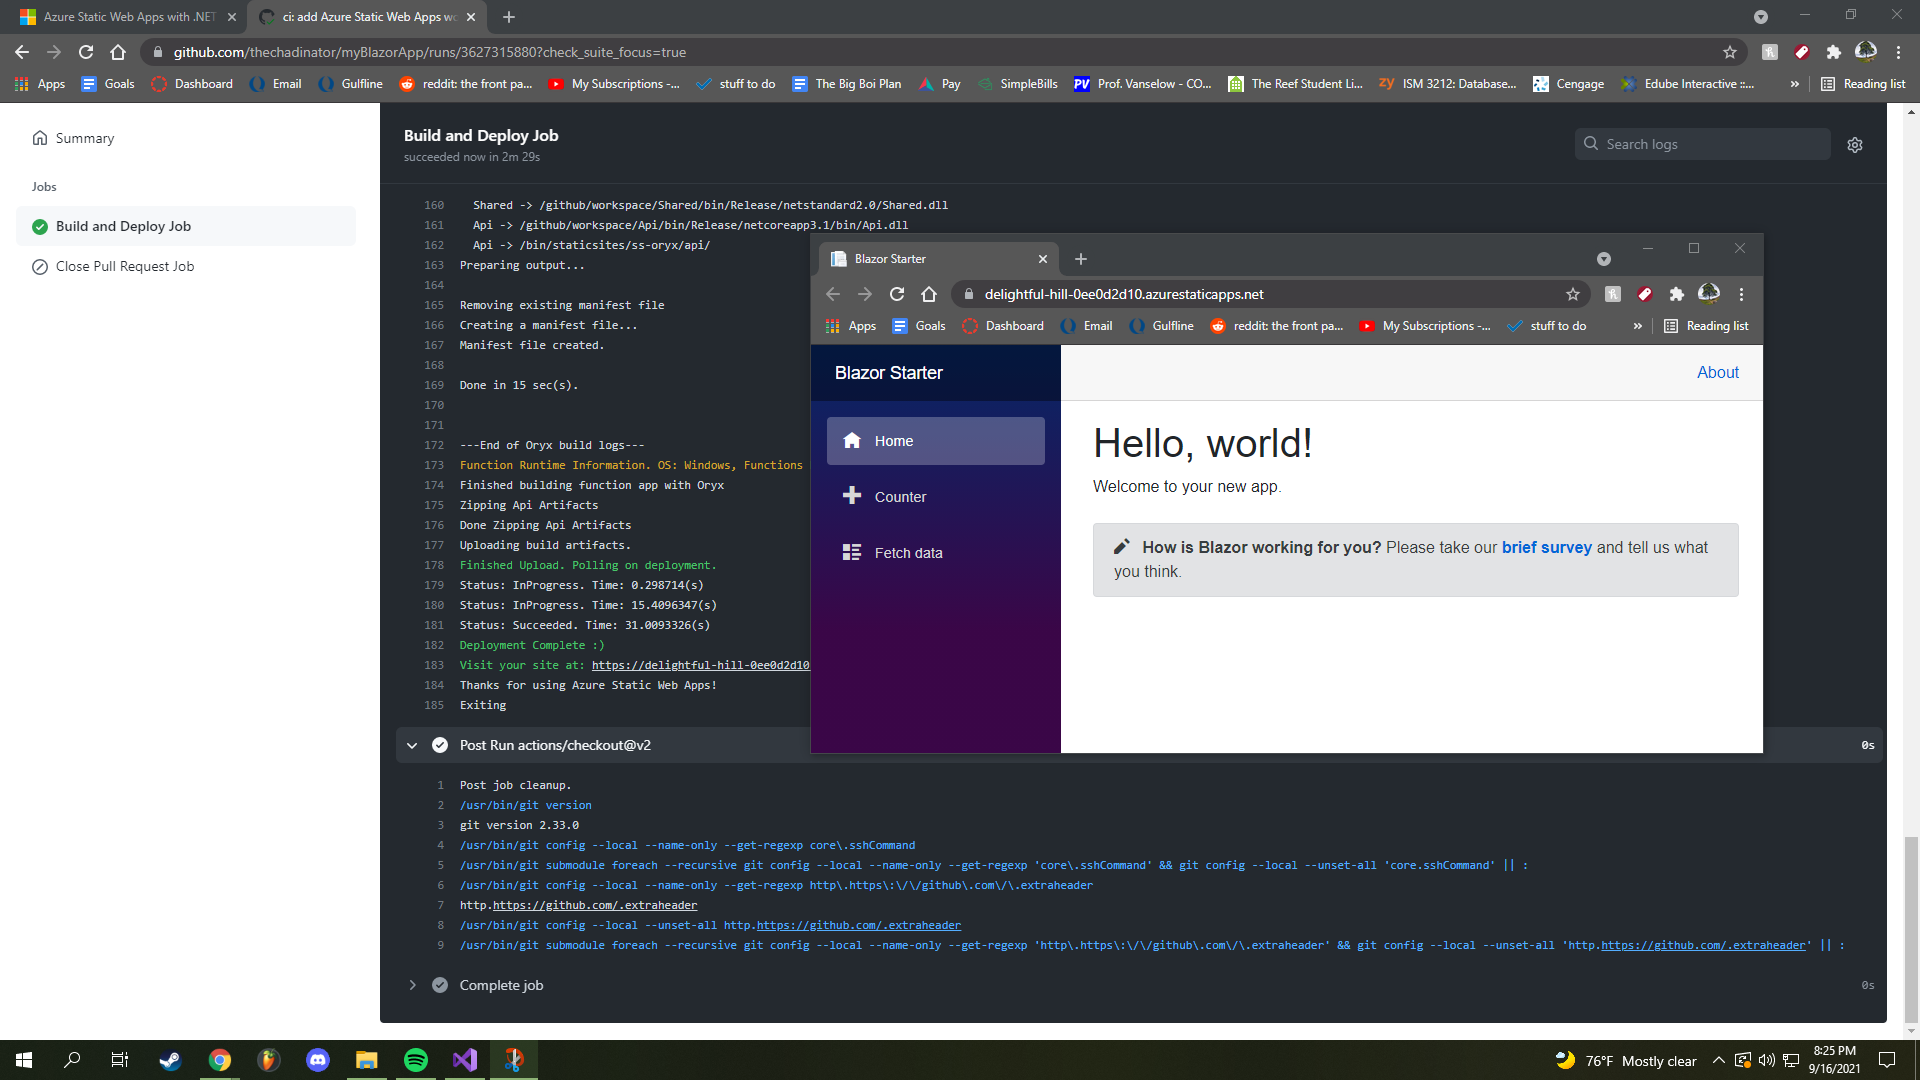 Azure Static Web Apps with .NET
ci: add Azure Static Web Apps wo
github.com/thechadinator/myBlazorApp/runs/3627315880?check_suite_focus=true
Apps
Goals
Dashboard
Email
Gulfline
reddit: the front pa...
My Subscriptions -...
stuff to do
The Big Boi Plan
Pay
SimpleBills
PV
Prof. Vanselow - CO...
The Reef Student Li...
ZY
ISM 3212: Database...
Cengage
Edube Interactive ::...
»
Reading list
Summary
Jobs
Build and Deploy Job
Close Pull Request Job
Build and Deploy Job
succeeded now in 2m 29s
Search logs
160 Shared -> /github/workspace/Shared/bin/Release/netstandard2.0/Shared.dll
161 Api -> /github/workspace/Api/bin/Release/netcoreapp3.1/bin/Api.dll
162 Api -> /bin/staticsites/ss-oryx/api/
163 Preparing output...
164
165 Removing existing manifest file
166 Creating a manifest file...
167 Manifest file created.
168
169 Done in 15 sec(s).
170
171
172 ---End of Oryx build logs---
173 Function Runtime Information. OS: Windows, Functions
174 Finished building function app with Oryx
175 Zipping Api Artifacts
176 Done Zipping Api Artifacts
177 Uploading build artifacts.
178 Finished Upload. Polling on deployment.
179 Status: InProgress. Time: 0.298714(s)
180 Status: InProgress. Time: 15.4096347(s)
181 Status: Succeeded. Time: 31.0093326(s)
182 Deployment Complete :)
183 Visit your site at: https://delightful-hill-0ee0d2d10
184 Thanks for using Azure Static Web Apps!
185 Exiting
Post Run actions/checkout@v2
0s
1 Post job cleanup.
2 /usr/bin/git version
3 git version 2.33.0
4 /usr/bin/git config --local --name-only --get-regexp core\.sshCommand
5 /usr/bin/git submodule foreach --recursive git config --local --name-only --get-regexp 'core\.sshCommand' && git config --local --unset-all 'core.sshCommand' || :
6 /usr/bin/git config --local --name-only --get-regexp http\.https\:\/\/github\.com\/\.extraheader
7 http.https://github.com/.extraheader
8 /usr/bin/git config --local --unset-all http.https://github.com/.extraheader
9 /usr/bin/git submodule foreach --recursive git config --local --name-only --get-regexp 'http\.https\:\/\/github\.com\/\.extraheader' && git config --local --unset-all 'http.https://github.com/.extraheader' || :
Complete job
0s
Blazor Starter
delightful-hill-0ee0d2d10.azurestaticapps.net
Apps
Goals
Dashboard
Email
Gulfline
reddit: the front pa...
My Subscriptions -...
stuff to do
»
Reading list
Blazor Starter
About
Home
Counter
Fetch data
Hello, world!
Welcome to your new app.
How is Blazor working for you? Please take our brief survey and tell us what
you think.
76°F Mostly clear
8:25 PM
9/16/2021